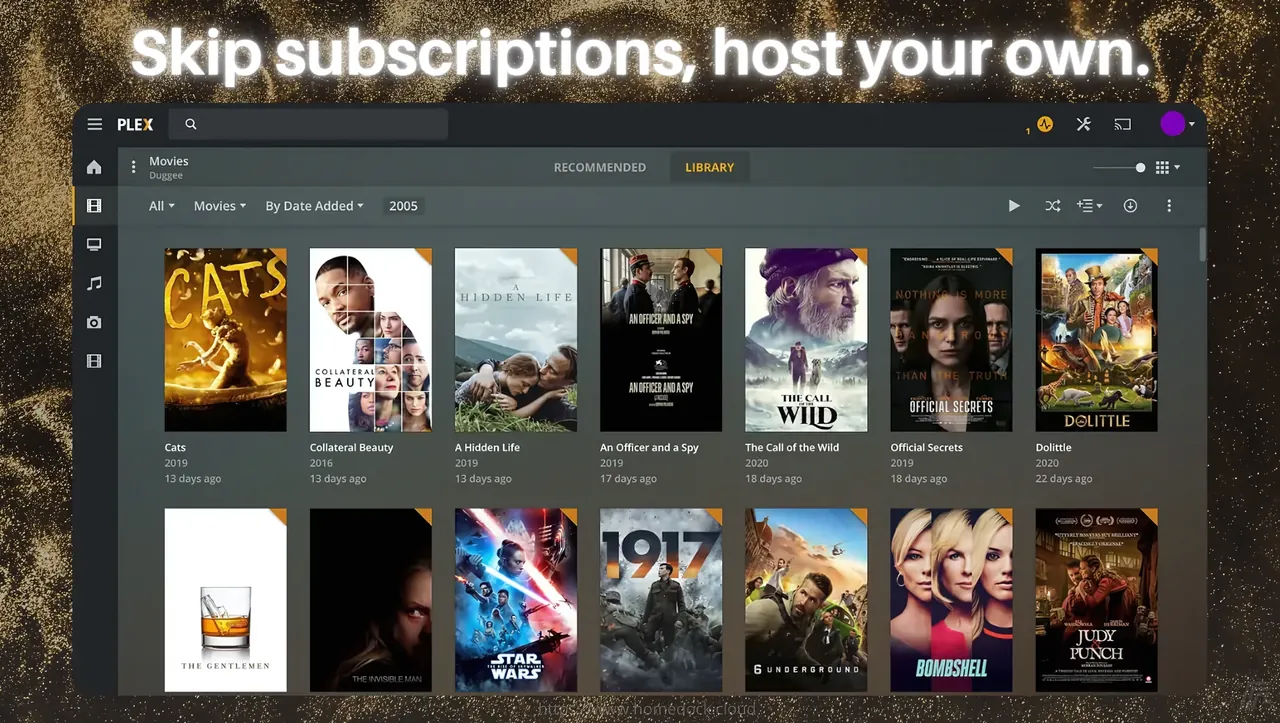 Skip subscriptions, host your own.
PLEX
1
Movies
Duggee
RECOMMENDED
LIBRARY
All
Movies
By Date Added
2005
CATS
COLLATERAL
BEAUTY
A
HIDDEN LIFE
AN OFFICER AND A SPY
AN OFFICER AND A SPY
THE CALL
OF THE
WILD
NOTHING IS MORE
THAN THE TRUTH
OFFICIAL SECRETS
DOLITTLE
Cats
2019
13 days ago
Collateral Beauty
2016
13 days ago
A Hidden Life
2019
13 days ago
An Officer and a Spy
2019
17 days ago
The Call of the Wild
2020
18 days ago
Official Secrets
2019
18 days ago
Dolittle
2020
22 days ago
THE GENTLEMEN
THE INVISIBLE MAN
STAR
THE RISE OF SKYWALKER
WARS
1917
6 UNDERGROUND
BOMBSHELL
JUDY
& PUNCH
https://www.homedock.cloud